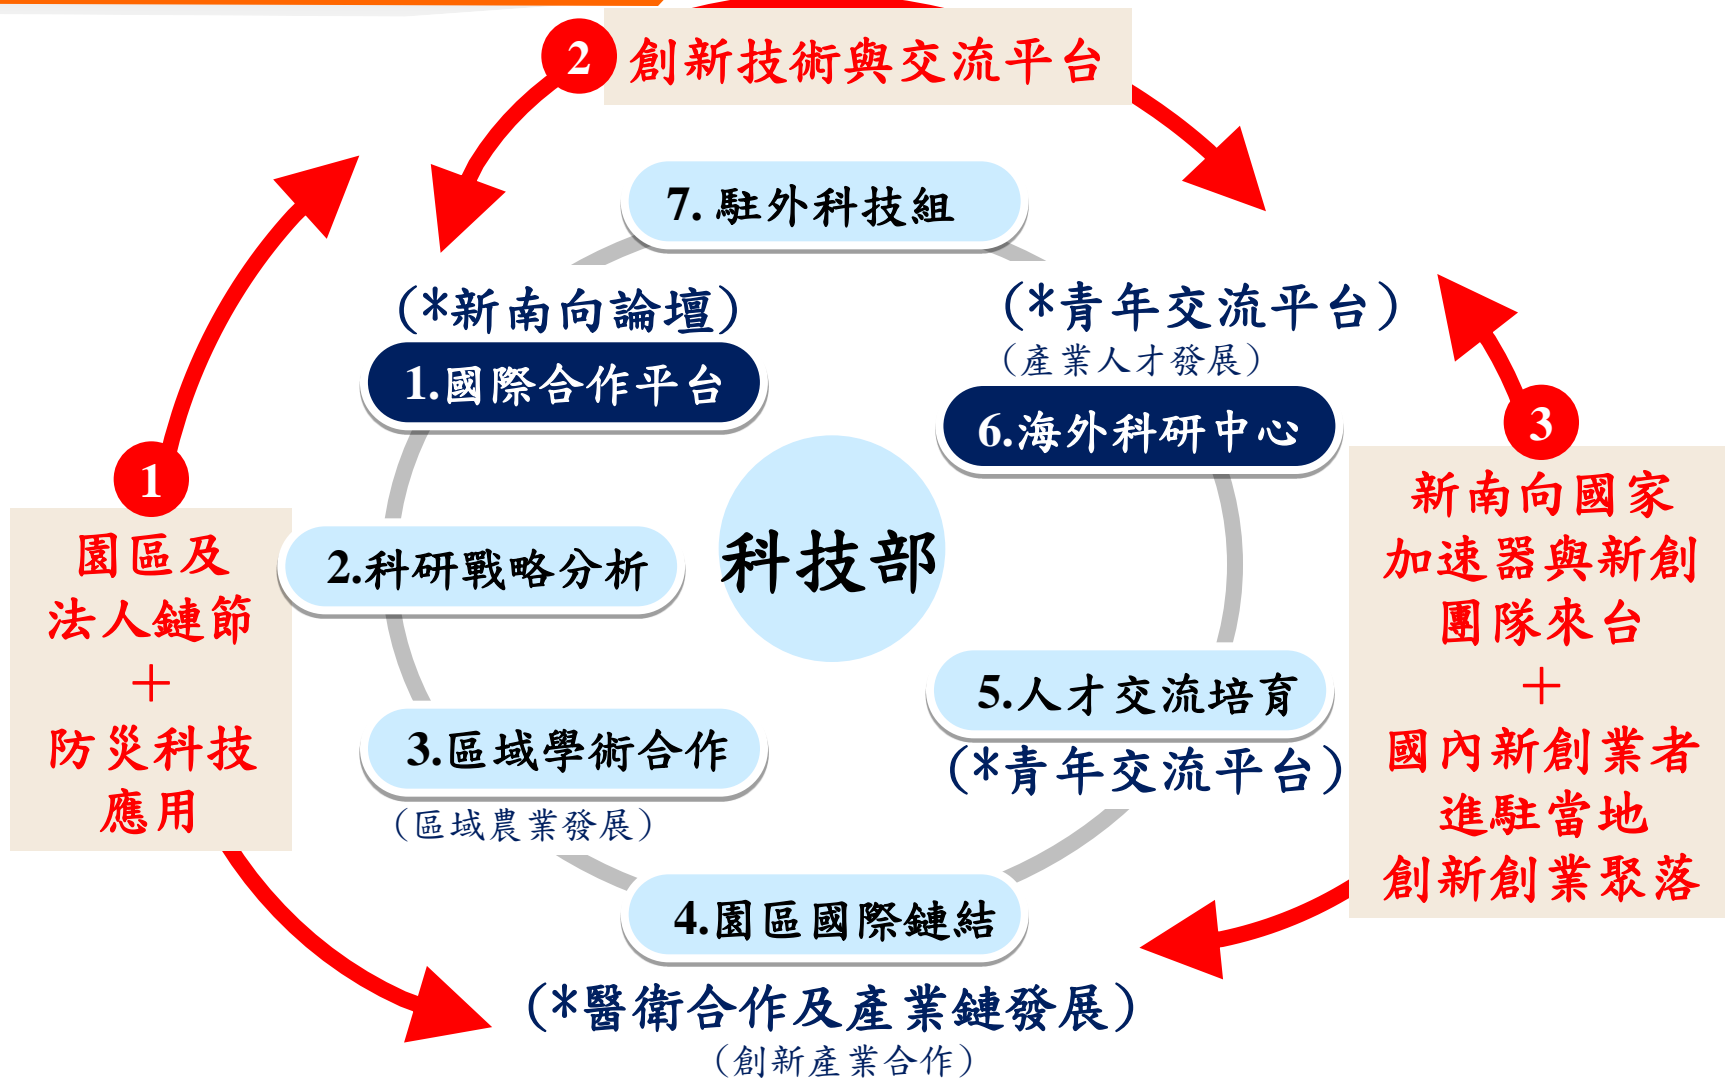 2
創新技術與交流平台
7. 駐外科技組
(*新南向論壇)
1.國際合作平台
(*青年交流平台)
(產業人才發展)
6.海外科研中心
1
園區及
法人鏈節
+
防災科技
應用
2.科研戰略分析
科技部
3
新南向國家
加速器與新創
團隊來台
+
國內新創業者
進駐當地
創新創業聚落
3.區域學術合作
(區域農業發展)
5.人才交流培育
(*青年交流平台)
4.園區國際鏈結
(*醫衛合作及產業鏈發展)
(創新產業合作)